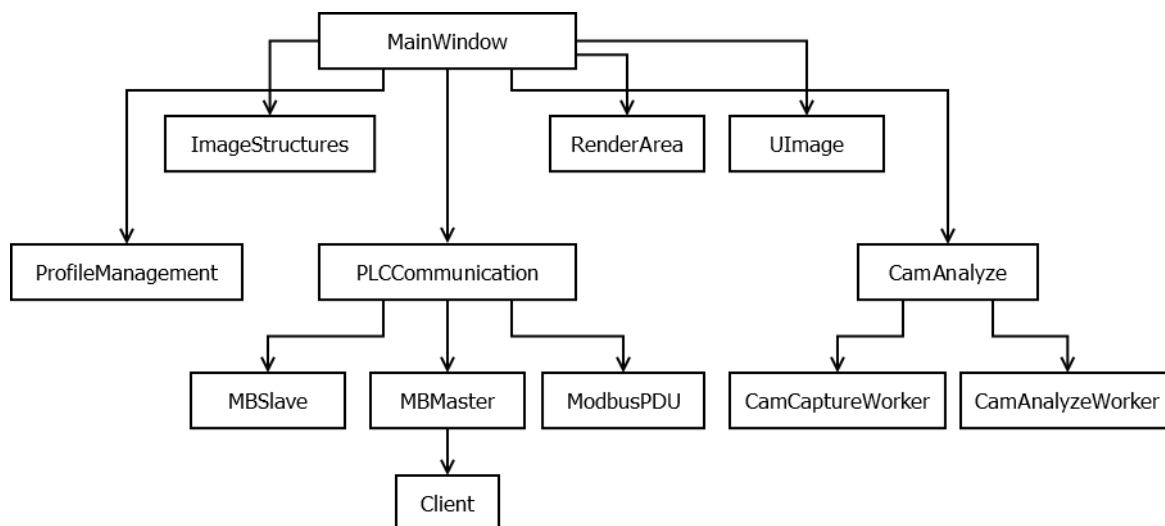 MainWindow
ImageStructures
RenderArea
UImage
ProfileManagement
PLCCommunication
CamAnalyze
MBSlave
MBMaster
ModbusPDU
CamCaptureWorker
CamAnalyzeWorker
Client